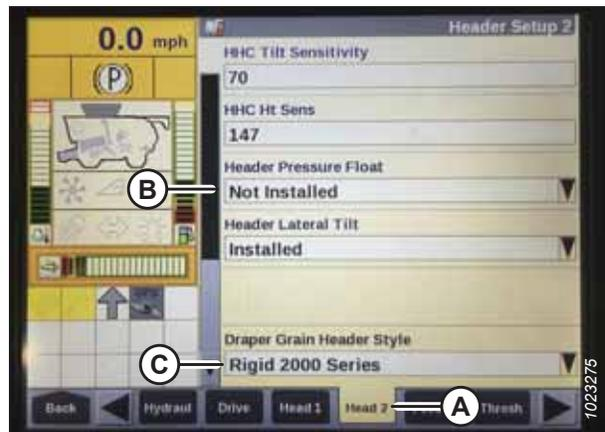 0.0 mph
Header Setup 2
(P)
HHC Tilt Sensitivity
70
HHC Ht Sens
147
Header Pressure Float
B
Not Installed
Header Lateral Tilt
Installed
Draper Grain Header Style
C
Rigid 2000 Series
Back
Hydraul
Drive
Head 1
Head 2
A
Thresh
1023275